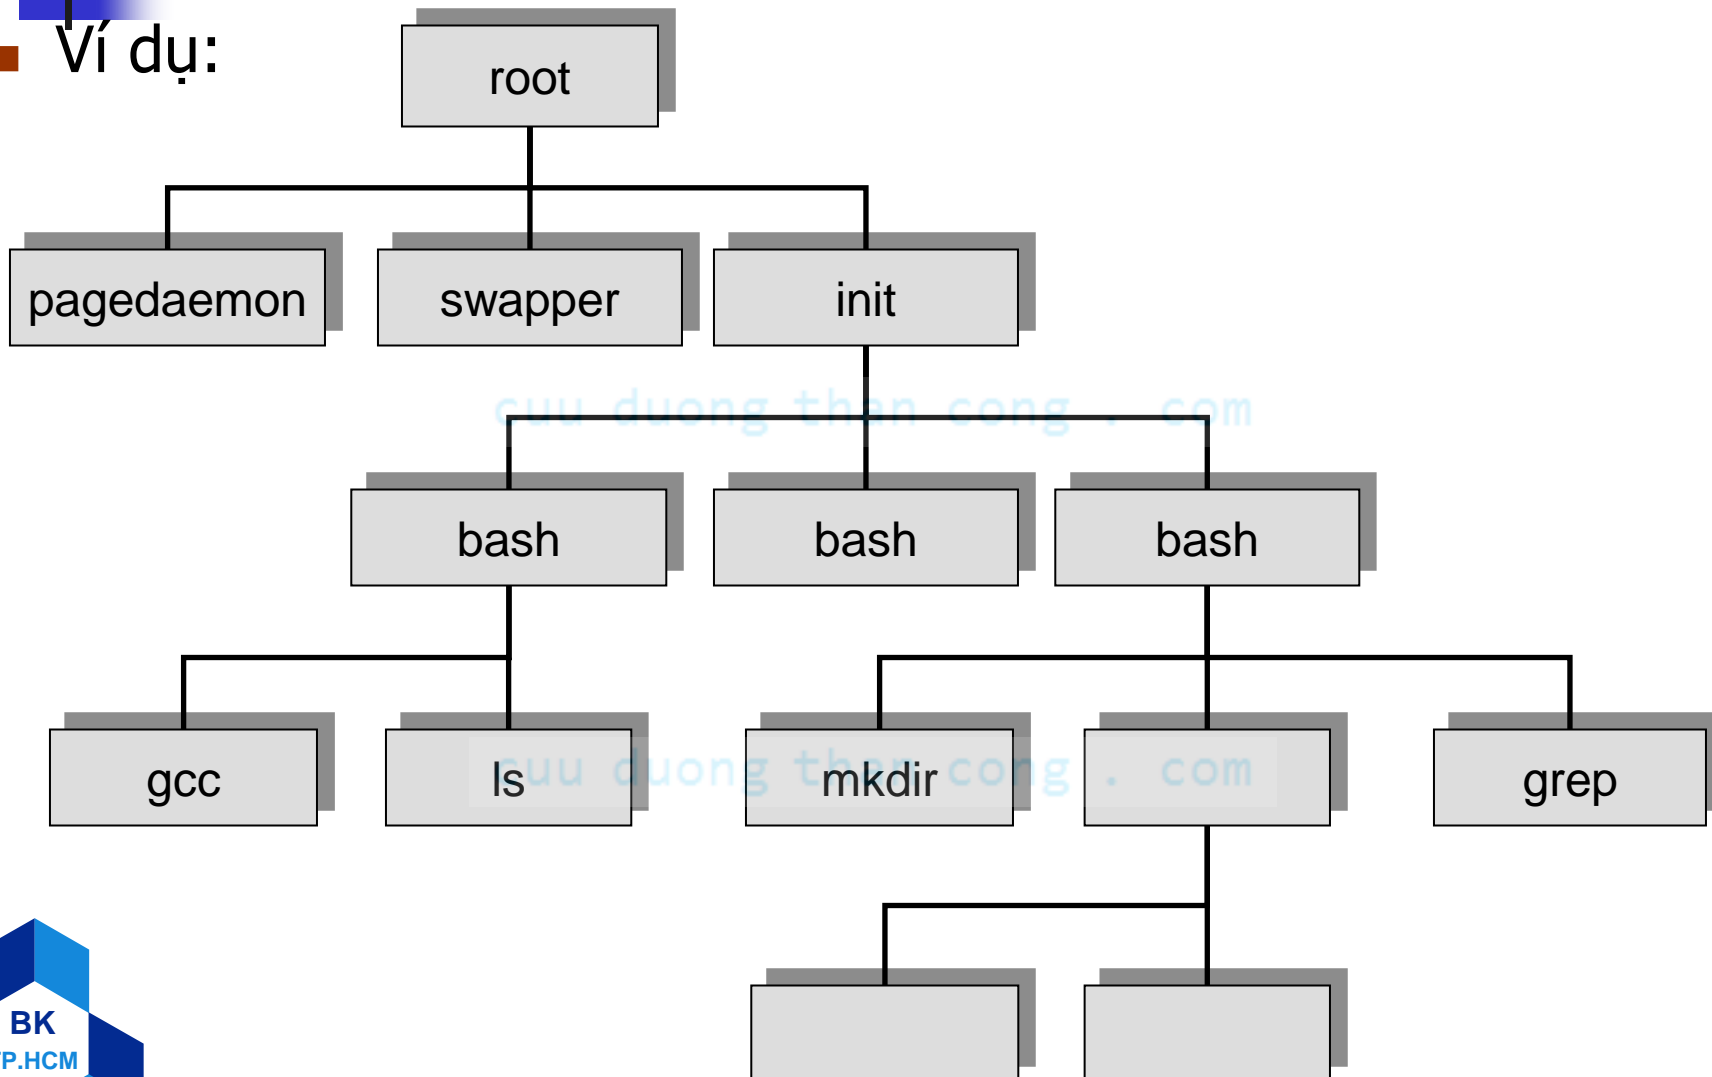 Ví dụ:
root
pagedaemon
swapper
init
cuu duong than cong . com
bash
bash
bash
gcc
ls
mkdir
grep
cuu duong than cong . com
BK
TP.HCM